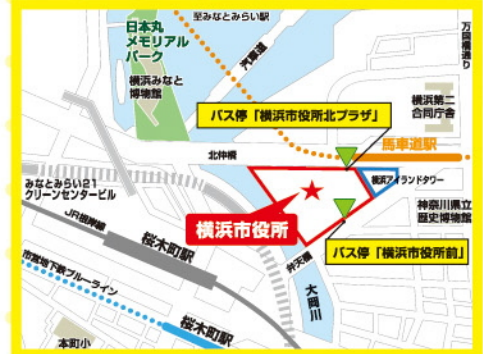 至みなとみらい駅
日本丸
メモリアル
パーク
汽車道
万国橋通り
横浜みなと
博物館
横浜第二
合同庁舎
バス停「横浜市役所北プラザ」
北仲橋
馬車道駅
横浜アイランドタワー
みなとみらい21
クリーンセンタービル
神奈川県立
歴史博物館
横浜市役所
JR根岸線
桜木町駅
バス停「横浜市役所前」
弁天橋
大岡川
市営地下鉄ブルーライン
桜木町駅
本町小